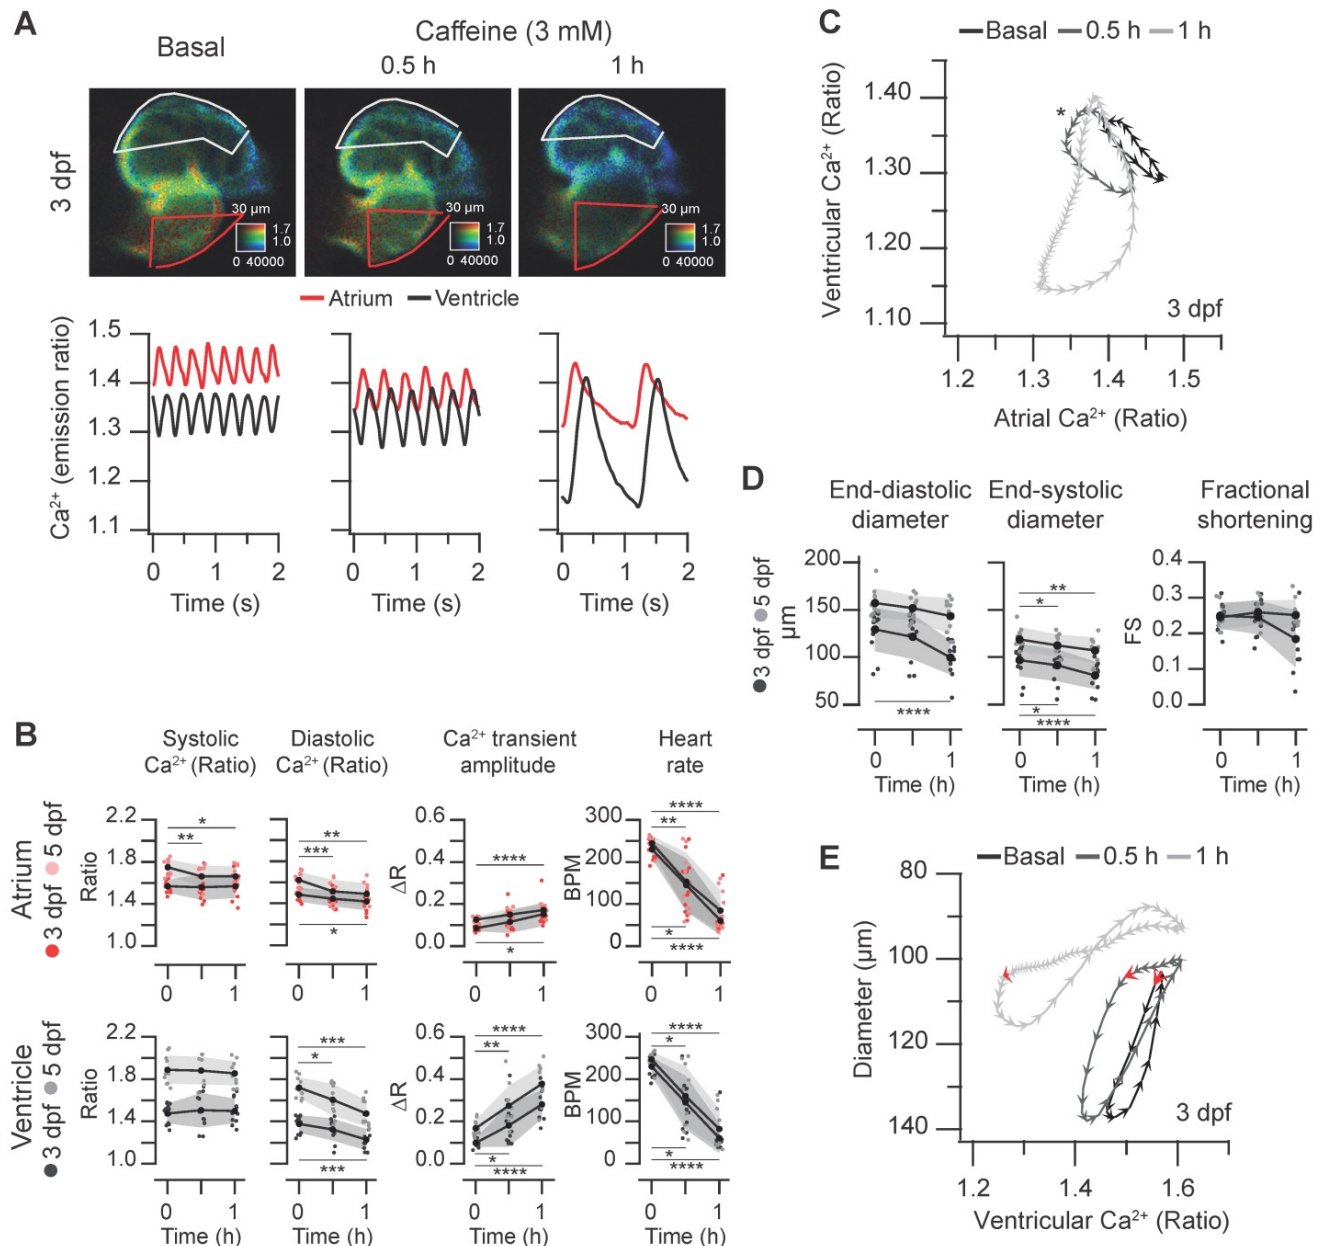 A
Basal
Caffeine (3 mM)
0.5 h
1 h
3 dpf
30 µm
1.7
1.0
0 40000
30 µm
1.7
1.0
0 40000
30 µm
1.7
1.0
0 40000
Atrium
Ventricle
Ca²⁺ (emission ratio)
1.5
1.4
1.3
1.2
1.1
0 1 2
0 1 2
0 1 2
Time (s)
Time (s)
Time (s)
B
Systolic
Ca²⁺ (Ratio)
Diastolic
Ca²⁺ (Ratio)
Ca²⁺ transient
amplitude
Heart
rate
Atrium
3 dpf 5 dpf
Ratio
2.2
1.8
1.4
1.0
*
**
**
***
*
ΔR
0.6
0.4
0.2
0.0
****
*
BPM
300
200
100
0
****
**
*
****
0 1
0 1
0 1
0 1
Ventricle
3 dpf 5 dpf
Ratio
2.2
1.8
1.4
1.0
***
*
***
ΔR
0.6
0.4
0.2
0.0
****
**
*
****
BPM
300
200
100
0
****
*
*
****
0 1
0 1
0 1
0 1
Time (h)
Time (h)
Time (h)
Time (h)
C
Basal 0.5 h 1 h
Ventricular Ca²⁺ (Ratio)
1.40
1.30
1.20
1.10
*
3 dpf
1.2 1.3 1.4 1.5
Atrial Ca²⁺ (Ratio)
D
End-diastolic
diameter
End-systolic
diameter
Fractional
shortening
3 dpf 5 dpf
µm
200
150
100
50
****
**
*
*
****
FS
0.4
0.3
0.2
0.1
0.0
0 1
0 1
0 1
Time (h)
Time (h)
Time (h)
E
Basal 0.5 h 1 h
Diameter (µm)
80
100
120
140
3 dpf
1.2 1.4 1.6
Ventricular Ca²⁺ (Ratio)